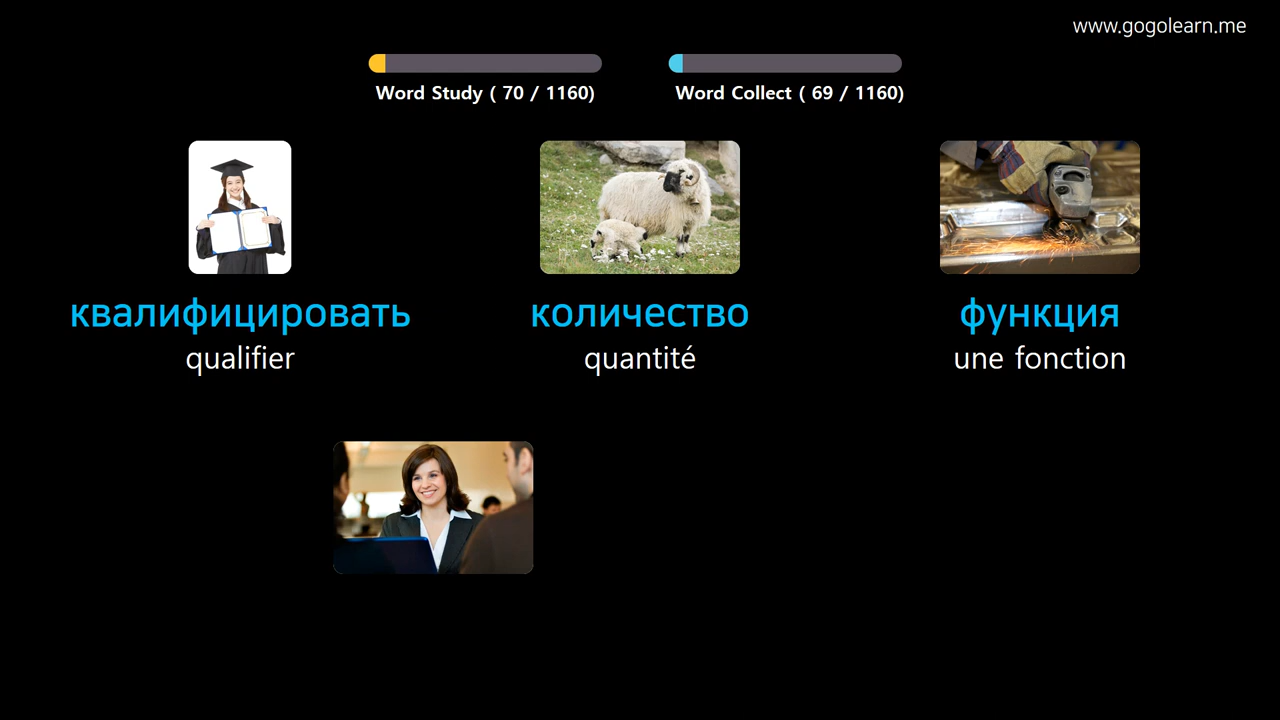 www.gogolearn.me
Word Study ( 70 / 1160)
Word Collect ( 69 / 1160)
квалифицировать
qualifier
количество
quantité
функция
une fonction